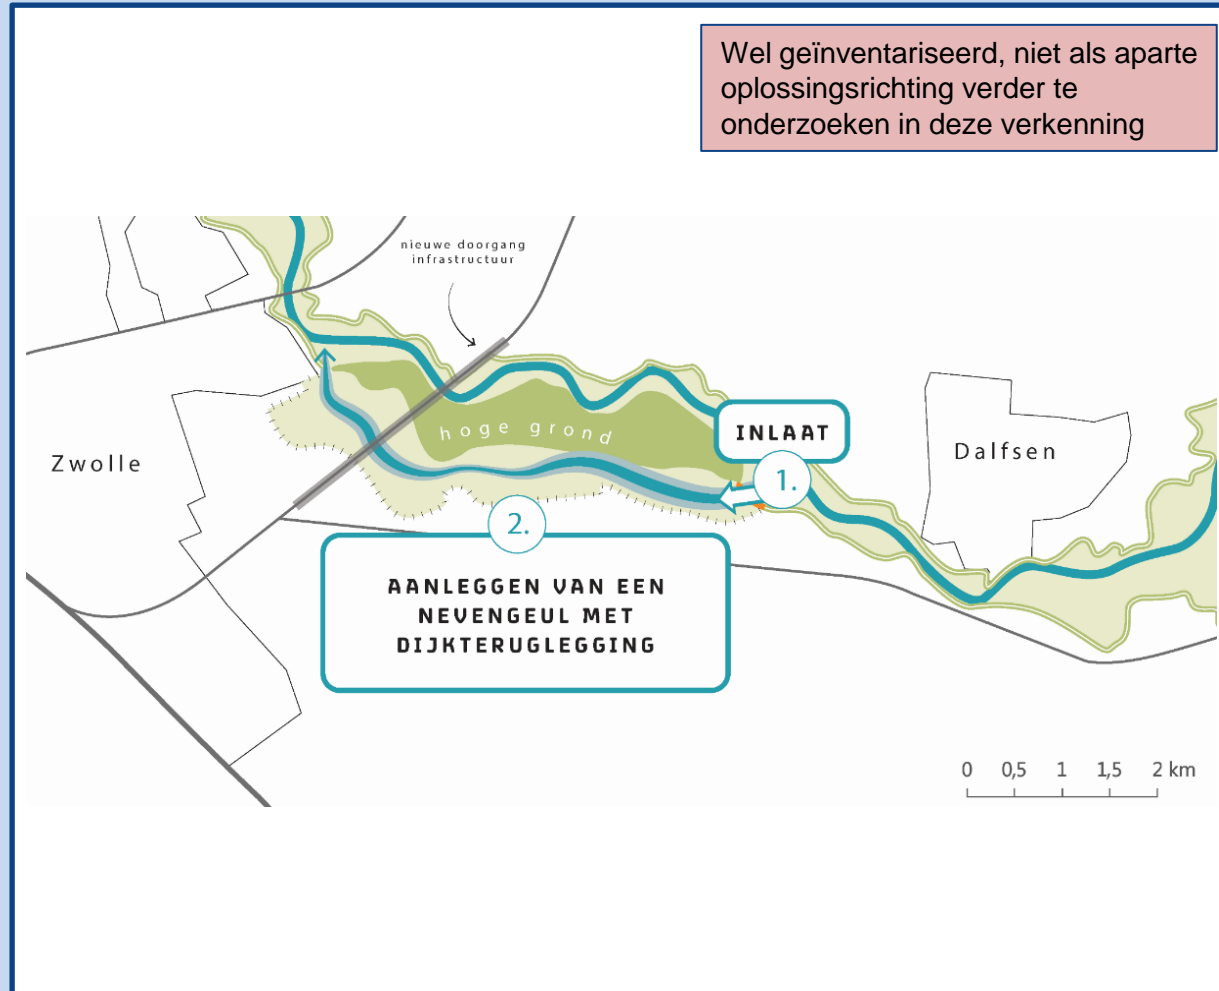 Wel geïnventariseerd, niet als aparte
oplossingsrichting verder te
onderzoeken in deze verkenning
nieuwe doorgang
infrastructuur
hoge grond
INLAAT
1.
Zwolle
Dalfsen
2.
AANLEGGEN VAN EEN
NEVENGEUL MET
DIJKTERUGLEGGING
0 0,5 1 1,5 2 km